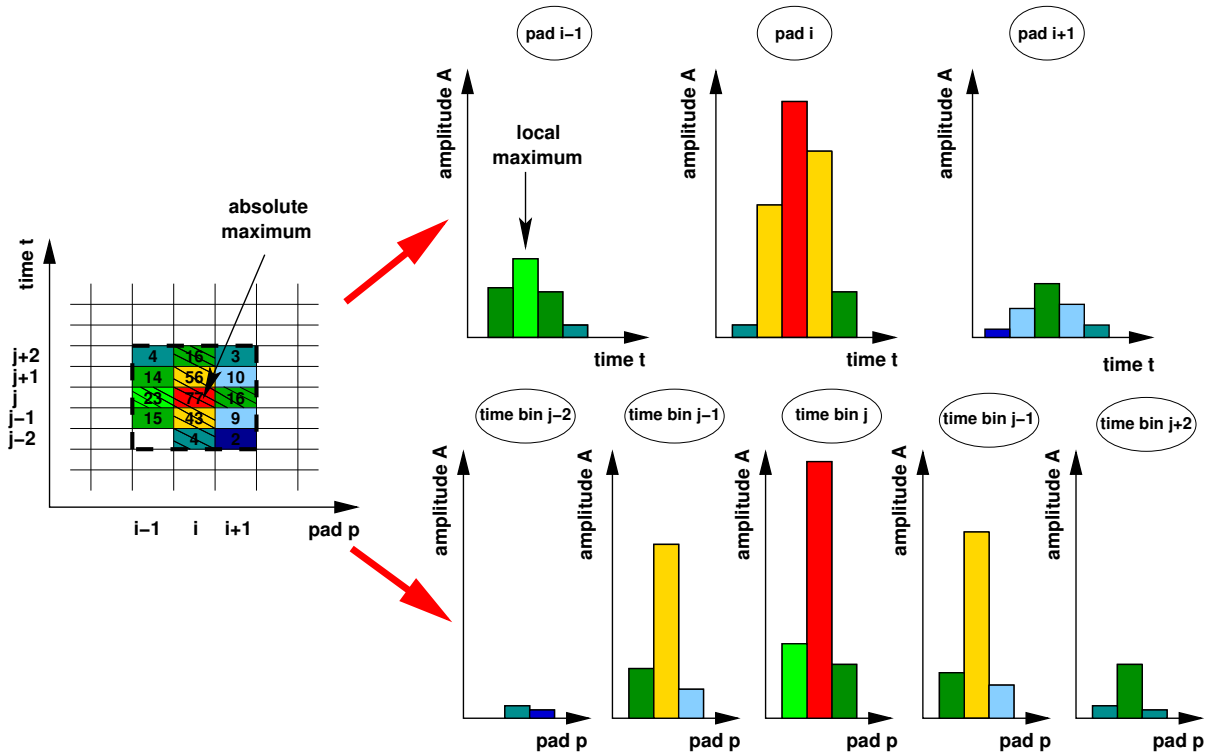 pad i−1
pad i
pad i+1
amplitude A
amplitude A
amplitude A
local
maximum
time t
time t
time t
absolute
maximum
time t
j+2
j+1
j
j−1
j−2
4 16 3
14 56 10
23 77 16
15 43 9
4 2
i−1 i i+1 pad p
time bin j−2
time bin j−1
time bin j
time bin j−1
time bin j+2
amplitude A
amplitude A
amplitude A
amplitude A
amplitude A
pad p
pad p
pad p
pad p
pad p